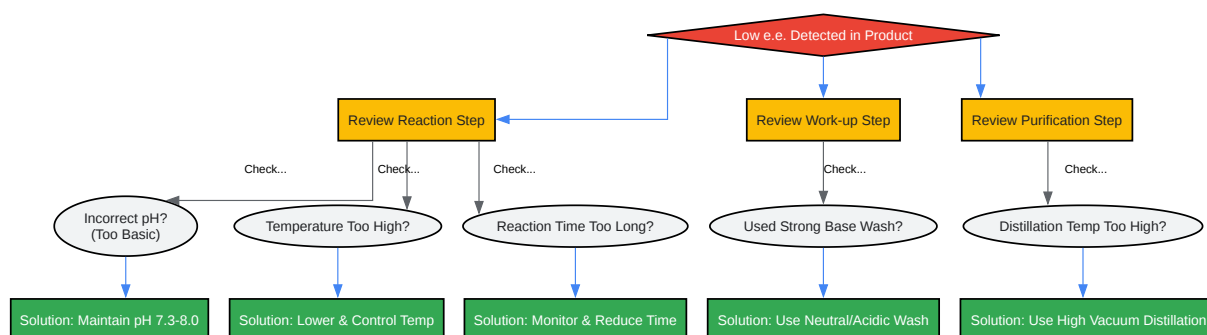 Low e.e. Detected in Product
Review Reaction Step
Review Work-up Step
Review Purification Step
Check...
Check...
Check...
Check...
Check...
Incorrect pH?
(Too Basic)
Temperature Too High?
Reaction Time Too Long?
Used Strong Base Wash?
Distillation Temp Too High?
Solution: Maintain pH 7.3-8.0
Solution: Lower & Control Temp
Solution: Monitor & Reduce Time
Solution: Use Neutral/Acidic Wash
Solution: Use High Vacuum Distillation